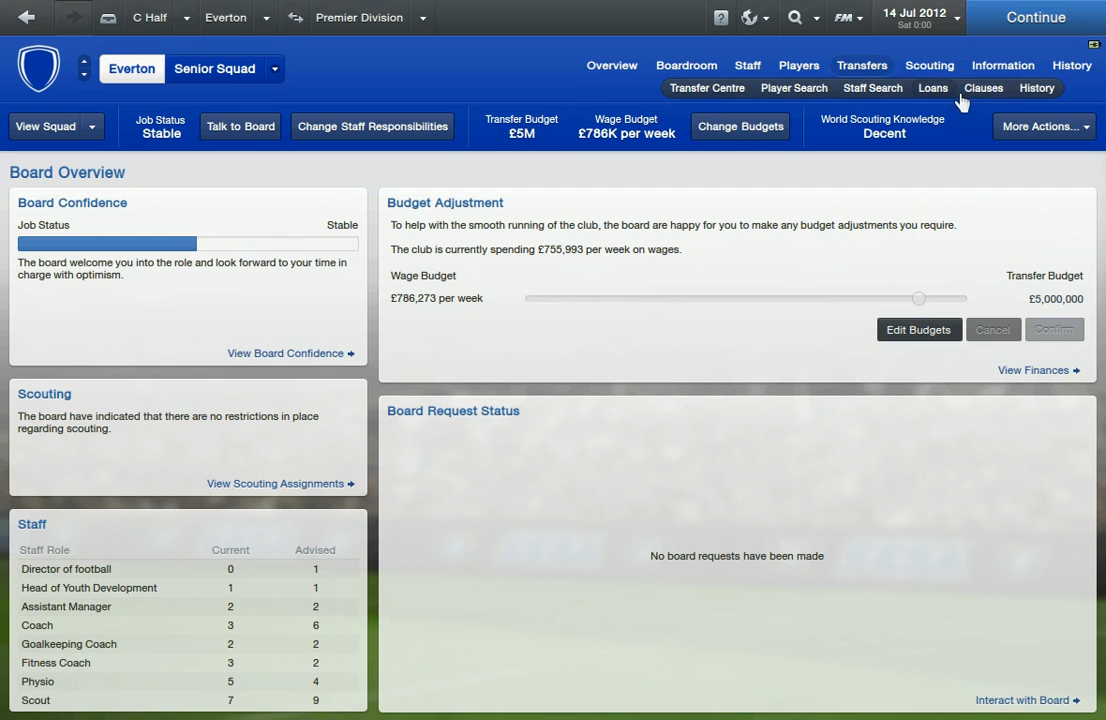 C Half
Everton
Premier Division
?
FM
14 Jul 2012
Sat 0:00
Continue
Everton
Senior Squad
Overview
Boardroom
Staff
Players
Transfers
Scouting
Information
History
Transfer Centre
Player Search
Staff Search
Loans
Clauses
History
View Squad
Job Status
Stable
Talk to Board
Change Staff Responsibilities
Transfer Budget
£5M
Wage Budget
£786K per week
Change Budgets
World Scouting Knowledge
Decent
More Actions...
Board Overview
Board Confidence
Job Status
Stable
The board welcome you into the role and look forward to your time in
charge with optimism.
View Board Confidence
Budget Adjustment
To help with the smooth running of the club, the board are happy for you to make any budget adjustments you require.
The club is currently spending £755,993 per week on wages.
Wage Budget
Transfer Budget
£786,273 per week
£5,000,000
Edit Budgets
Cancel
Confirm
View Finances
Scouting
The board have indicated that there are no restrictions in place
regarding scouting.
View Scouting Assignments
Board Request Status
No board requests have been made
Interact with Board
Staff
Staff Role Current Advised
Director of football 0 1
Head of Youth Development 1 1
Assistant Manager 2 2
Coach 3 6
Goalkeeping Coach 2 2
Fitness Coach 3 2
Physio 5 4
Scout 7 9